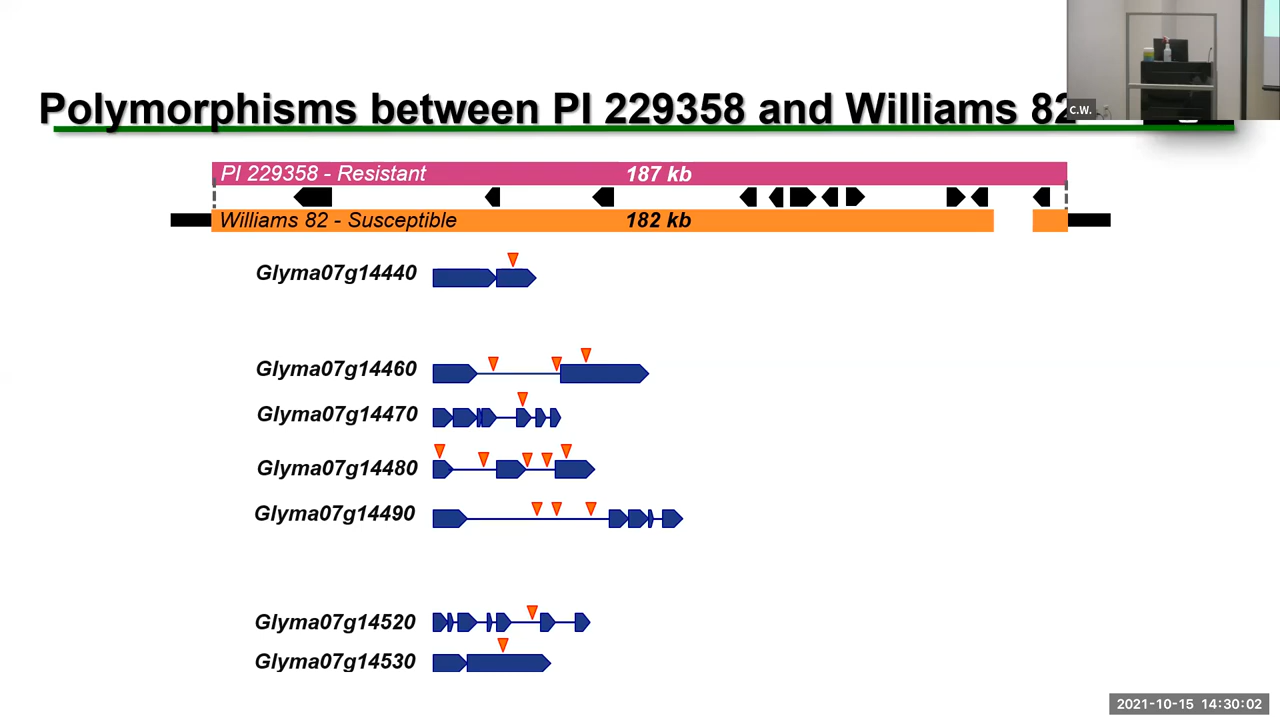 Polymorphisms between PI 229358 and Williams 82
C.W.
PI 229358 - Resistant 187 kb
Williams 82 - Susceptible 182 kb
Glyma07g14440
Glyma07g14460
Glyma07g14470
Glyma07g14480
Glyma07g14490
Glyma07g14520
Glyma07g14530
2021-10-15 14:30:02